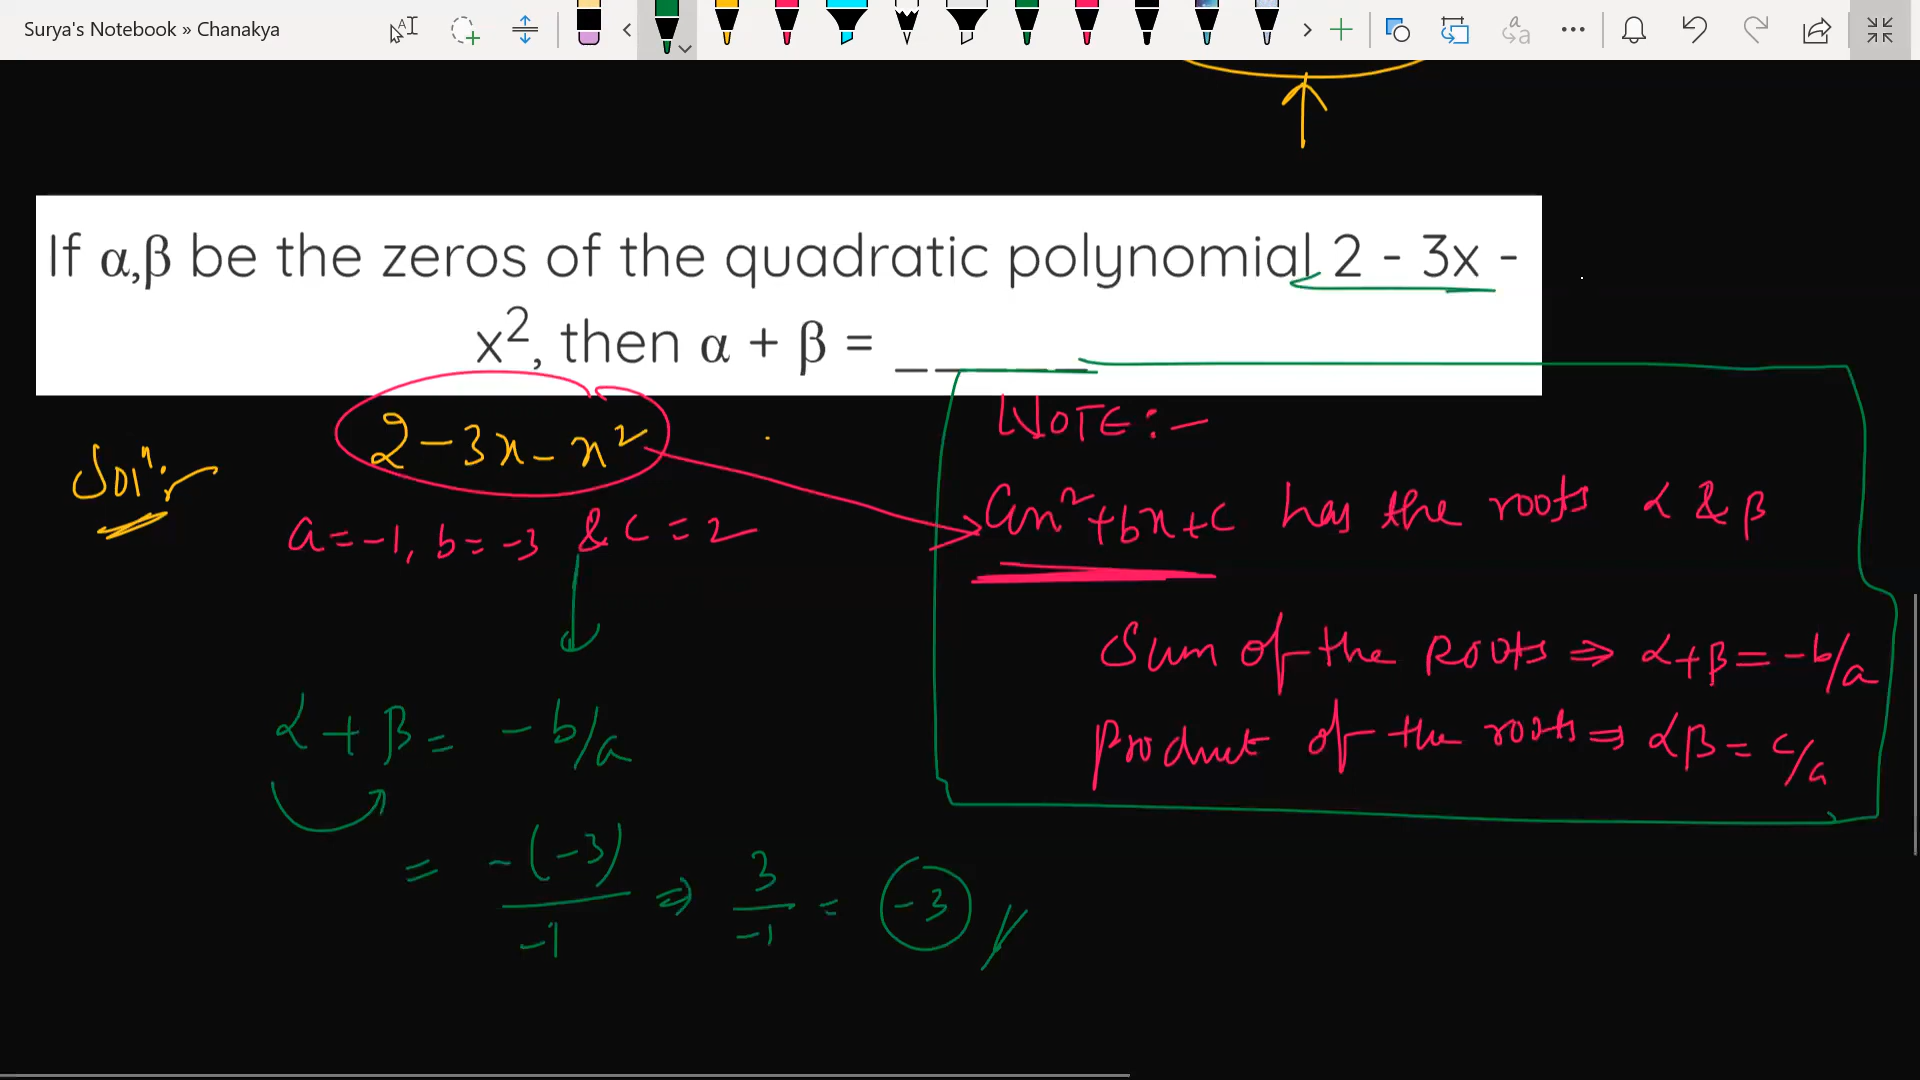 Surya's Notebook » Chanakya
If α,β be the zeros of the quadratic polynomial 2 - 3x -
x², then α + β = _ _ _ _ _
NOTE:-
Solⁿ:-
2-3x-x²
ax²+bx+c has the roots α & β
a=-1, b=-3 & c=2
Sum of the Roots ⇒ α+β=-b/a
α+β= -b/a
Product of the roots ⇒ αβ=c/a
= -(-3)/-1 ⇒ 3/-1 = -3//